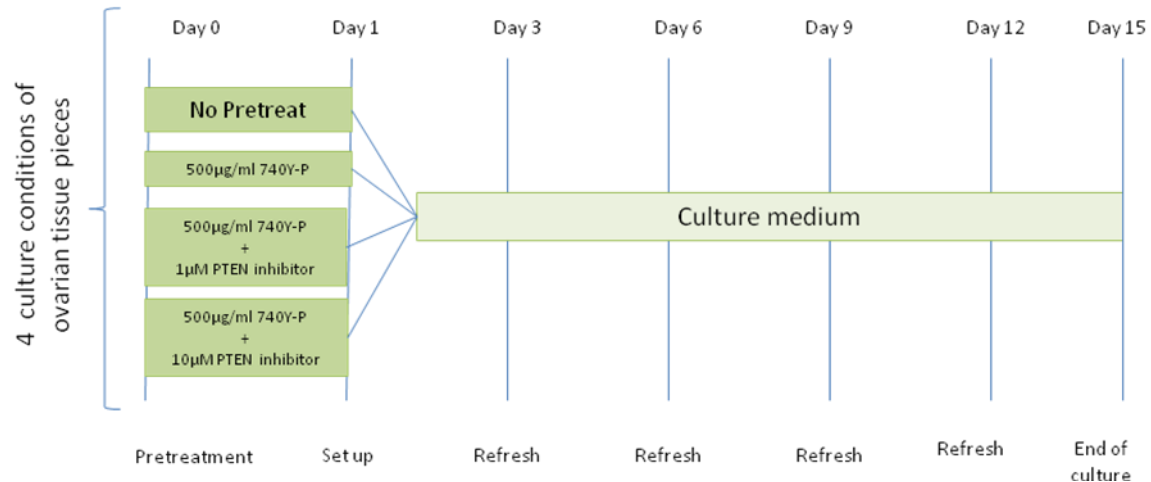 Day 0
Day 1
Day 3
Day 6
Day 9
Day 12
Day 15
4 culture conditions of
ovarian tissue pieces
No Pretreat
500µg/ml 740Y-P
500µg/ml 740Y-P
+
1µM PTEN inhibitor
500µg/ml 740Y-P
+
10µM PTEN inhibitor
Culture medium
Pretreatment
Set up
Refresh
Refresh
Refresh
Refresh
End of
culture